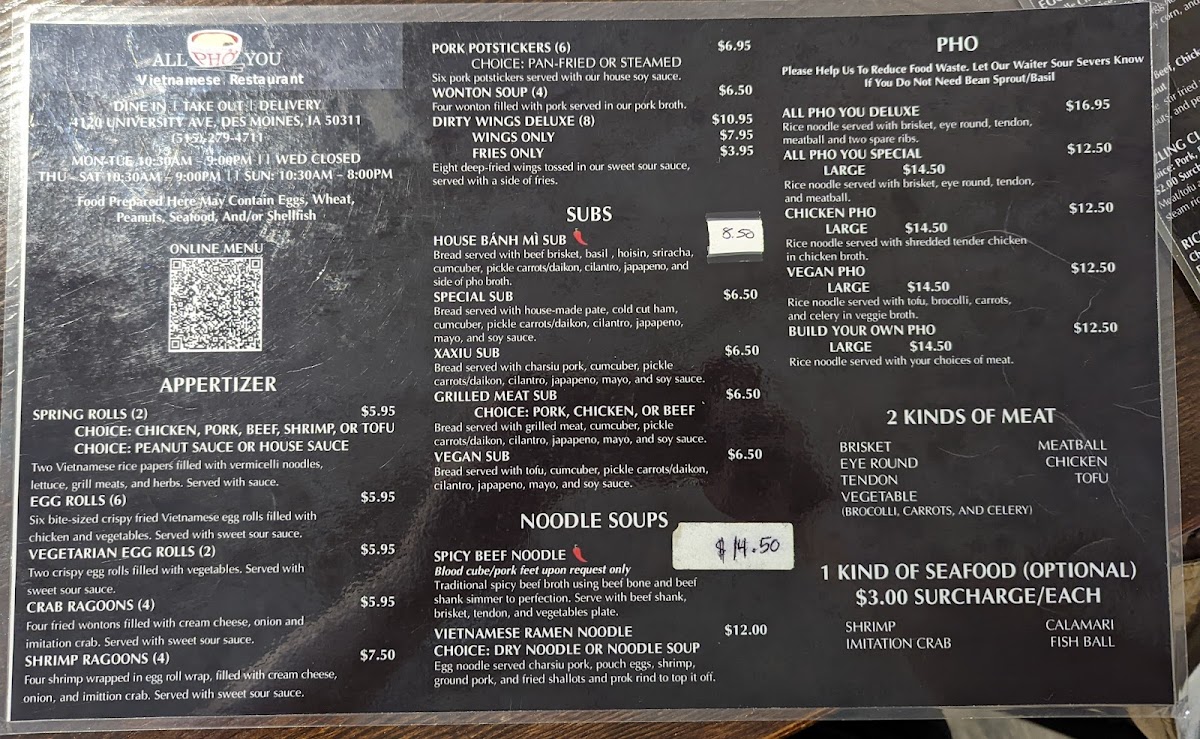 ALL PHO YOU
Vietnamese Restaurant
DINE IN | TAKE OUT | DELIVERY
4120 UNIVERSITY AVE, DES MOINES, IA 50311
(515) 279-4711
MON-TUE 10:30AM – 9:00PM | | WED CLOSED
THU – SAT 10:30AM – 9:00PM | | SUN: 10:30AM – 8:00PM
Food Prepared Here May Contain Eggs, Wheat,
Peanuts, Seafood, And/or Shellfish
ONLINE MENU
APPERTIZER
SPRING ROLLS (2) $5.95
CHOICE: CHICKEN, PORK, BEEF, SHRIMP, OR TOFU
CHOICE: PEANUT SAUCE OR HOUSE SAUCE
Two Vietnamese rice papers filled with vermicelli noodles,
lettuce, grill meats, and herbs. Served with sauce.
EGG ROLLS (6) $5.95
Six bite-sized crispy fried Vietnamese egg rolls filled with
chicken and vegetables. Served with sweet sour sauce.
VEGETARIAN EGG ROLLS (2) $5.95
Two crispy egg rolls filled with vegetables. Served with
sweet sour sauce.
CRAB RAGOONS (4) $5.95
Four fried wontons filled with cream cheese, onion and
imitation crab. Served with sweet sour sauce.
SHRIMP RAGOONS (4) $7.50
Four shrimp wrapped in egg roll wrap, filled with cream cheese,
onion, and imittion crab. Served with sweet sour sauce.
PORK POTSTICKERS (6) $6.95
CHOICE: PAN-FRIED OR STEAMED
Six pork potstickers served with our house soy sauce.
WONTON SOUP (4) $6.50
Four wonton filled with pork served in our pork broth.
DIRTY WINGS DELUXE (8) $10.95
WINGS ONLY $7.95
FRIES ONLY $3.95
Eight deep-fried wings tossed in our sweet sour sauce,
served with a side of fries.
SUBS
HOUSE BÁNH MÌ SUB 8.50
Bread served with beef brisket, basil , hoisin, sriracha,
cumcuber, pickle carrots/daikon, cilantro, japapeno, and
side of pho broth.
SPECIAL SUB $6.50
Bread served with house-made pate, cold cut ham,
cumcuber, pickle carrots/daikon, cilantro, japapeno,
mayo, and soy sauce.
XAXIU SUB $6.50
Bread served with charsiu pork, cumcuber, pickle
carrots/daikon, cilantro, japapeno, mayo, and soy sauce.
GRILLED MEAT SUB $6.50
CHOICE: PORK, CHICKEN, OR BEEF
Bread served with grilled meat, cumcuber, pickle
carrots/daikon, cilantro, japapeno, mayo, and soy sauce.
VEGAN SUB $6.50
Bread served with tofu, cumcuber, pickle carrots/daikon,
cilantro, japapeno, mayo, and soy sauce.
NOODLE SOUPS
SPICY BEEF NOODLE $14.50
Blood cube/pork feet upon request only
Traditional spicy beef broth using beef bone and beef
shank simmer to perfection. Serve with beef shank,
brisket, tendon, and vegetables plate.
VIETNAMESE RAMEN NOODLE $12.00
CHOICE: DRY NOODLE OR NOODLE SOUP
Egg noodle served charsiu pork, pouch eggs, shrimp,
ground pork, and fried shallots and prok rind to top it off.
PHO
Please Help Us To Reduce Food Waste. Let Our Waiter Sour Severs Know
If You Do Not Need Bean Sprout/Basil
ALL PHO YOU DELUXE $16.95
Rice noodle served with brisket, eye round, tendon,
meatball and two spare ribs.
ALL PHO YOU SPECIAL $12.50
LARGE $14.50
Rice noodle served with brisket, eye round, tendon,
and meatball.
CHICKEN PHO $12.50
LARGE $14.50
Rice noodle served with shredded tender chicken
in chicken broth.
VEGAN PHO $12.50
LARGE $14.50
Rice noodle served with tofu, brocolli, carrots,
and celery in veggie broth.
BUILD YOUR OWN PHO $12.50
LARGE $14.50
Rice noodle served with your choices of meat.
2 KINDS OF MEAT
BRISKET MEATBALL
EYE ROUND CHICKEN
TENDON TOFU
VEGETABLE
(BROCOLLI, CARROTS, AND CELERY)
1 KIND OF SEAFOOD (OPTIONAL)
$3.00 SURCHARGE/EACH
SHRIMP CALAMARI
IMITATION CRAB FISH BALL